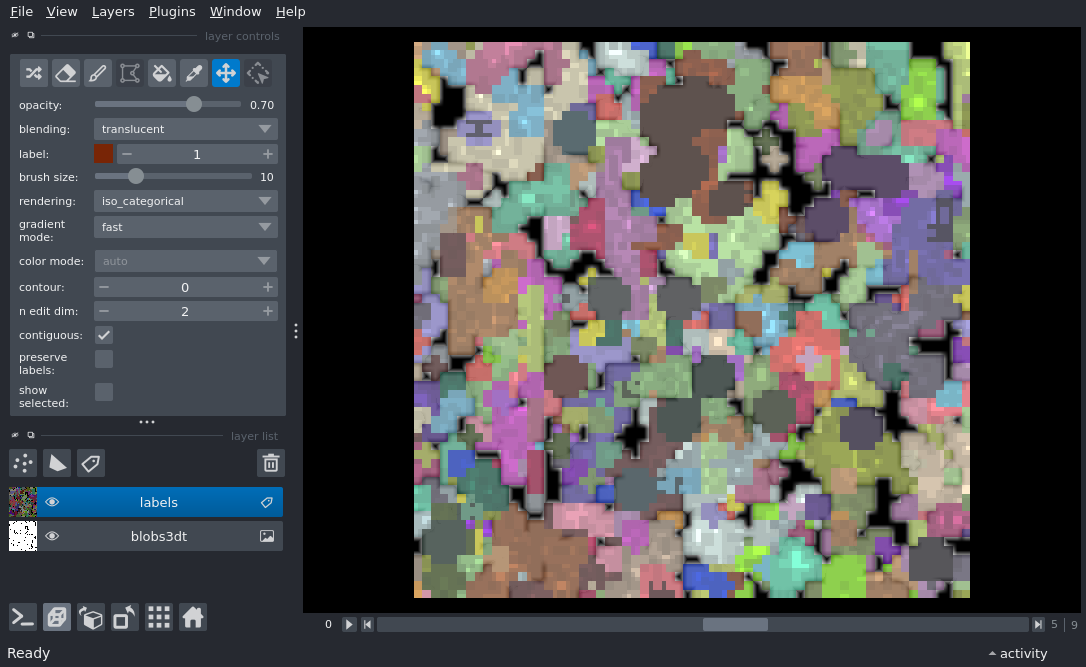 File View Layers Plugins Window Help
layer controls
opacity: 0.70
blending: translucent
label: 1
brush size: 10
rendering: iso_categorical
gradient
mode: fast
color mode: auto
contour: 0
n edit dim: 2
contiguous:
preserve
labels:
show
selected:
layer list
labels
blobs3dt
0 5 | 9
Ready activity